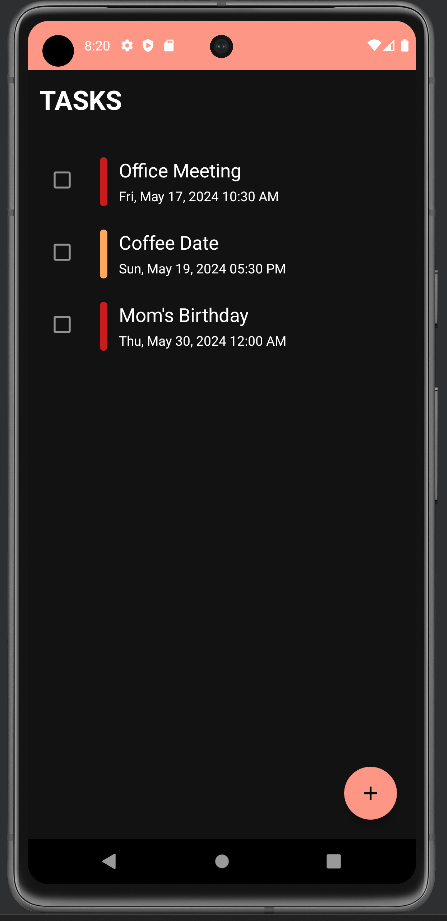 8:20
TASKS
Office Meeting
Fri, May 17, 2024 10:30 AM
Coffee Date
Sun, May 19, 2024 05:30 PM
Mom's Birthday
Thu, May 30, 2024 12:00 AM
+